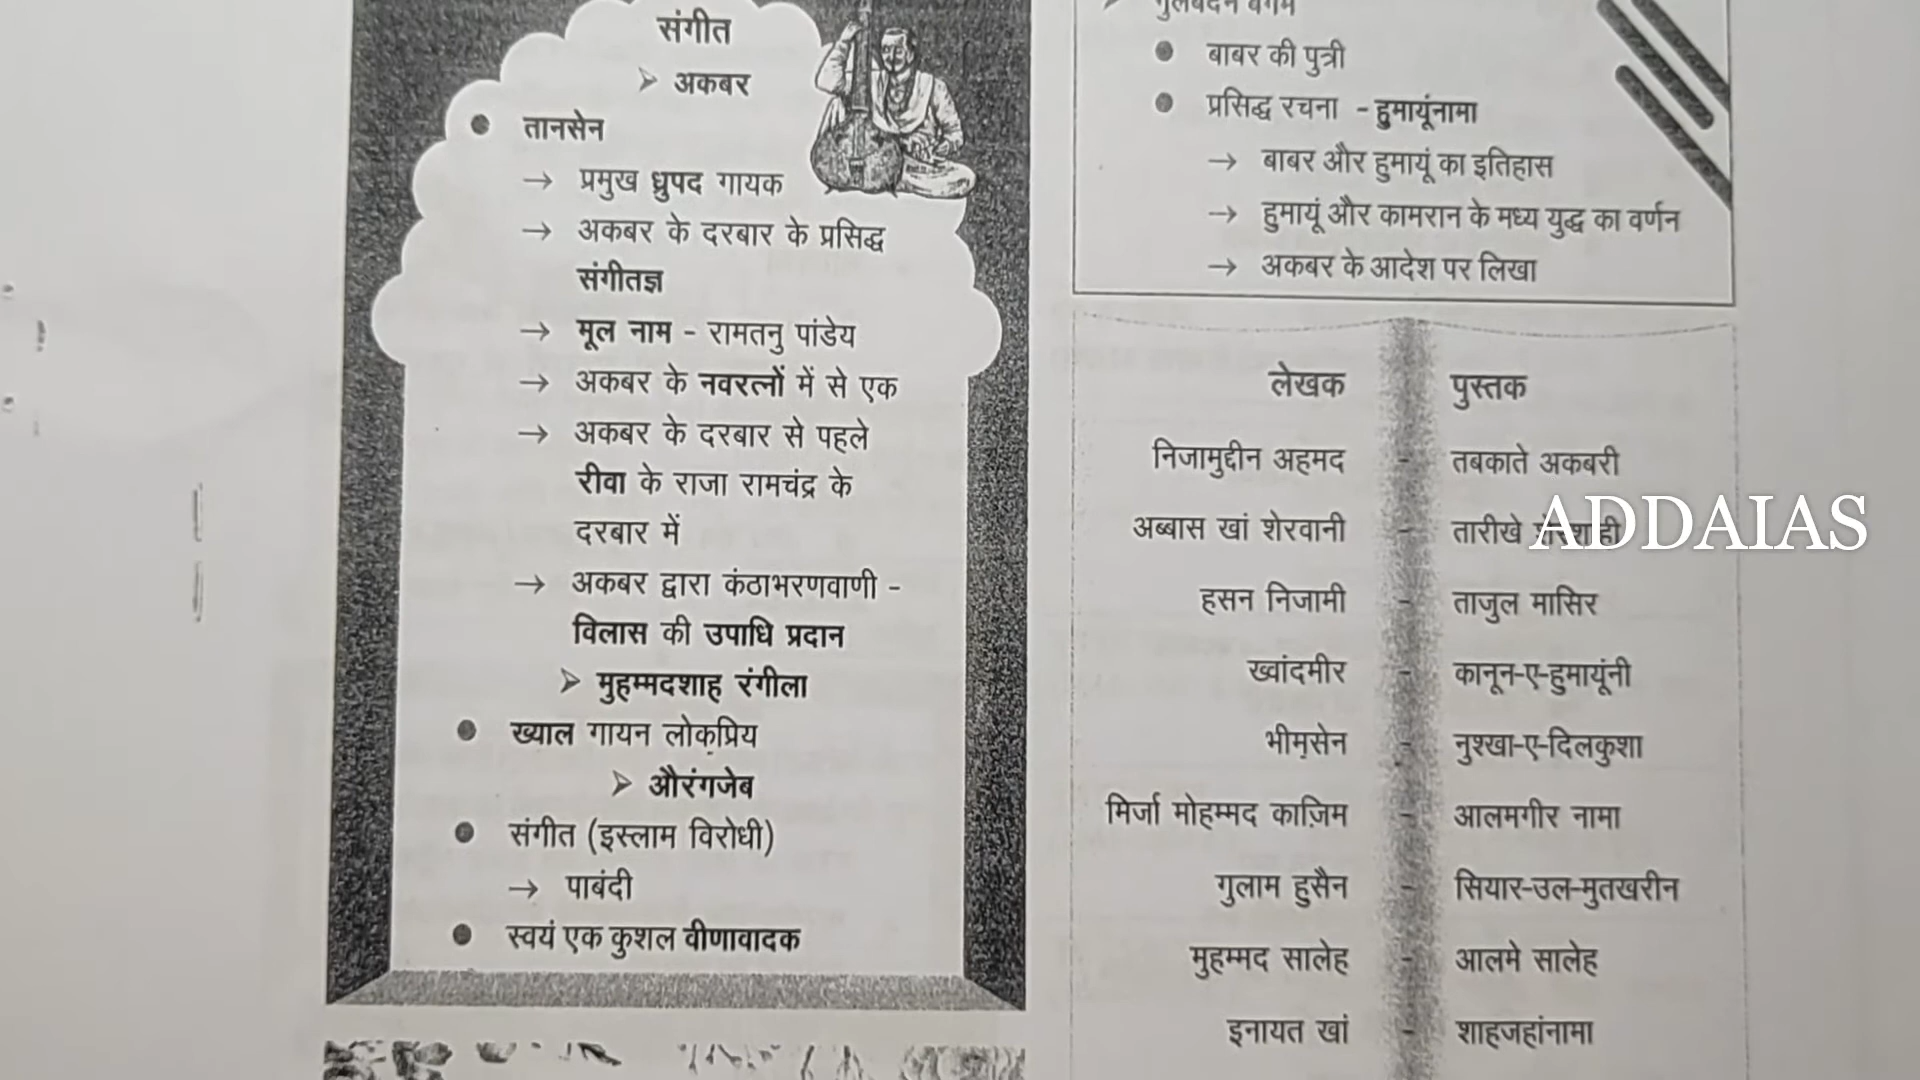 संगीत
➢ अकबर
● तानसेन
→ प्रमुख ध्रुपद गायक
→ अकबर के दरबार के प्रसिद्ध
संगीतज्ञ
→ मूल नाम - रामतनु पांडेय
→ अकबर के नवरत्नों में से एक
→ अकबर के दरबार से पहले
रीवा के राजा रामचंद्र के
दरबार में
→ अकबर द्वारा कंठाभरणवाणी -
विलास की उपाधि प्रदान
➢ मुहम्मदशाह रंगीला
● ख्याल गायन लोकप्रिय
➢ औरंगजेब
● संगीत (इस्लाम विरोधी)
→ पाबंदी
● स्वयं एक कुशल वीणावादक
➢ गुलबदन बेगम
● बाबर की पुत्री
● प्रसिद्ध रचना - हुमायूंनामा
→ बाबर और हुमायूं का इतिहास
→ हुमायूं और कामरान के मध्य युद्ध का वर्णन
→ अकबर के आदेश पर लिखा
लेखक पुस्तक
निजामुद्दीन अहमद - तबकाते अकबरी
अब्बास खां शेरवानी - तारीखे शेरशाही
हसन निजामी - ताजुल मासिर
ख्वांदमीर - कानून-ए-हुमायूंनी
भीमसेन - नुश्खा-ए-दिलकुशा
मिर्जा मोहम्मद काज़िम - आलमगीर नामा
गुलाम हुसैन - सियार-उल-मुतखरीन
मुहम्मद सालेह - आलमे सालेह
इनायत खां - शाहजहांनामा
ADDAIAS